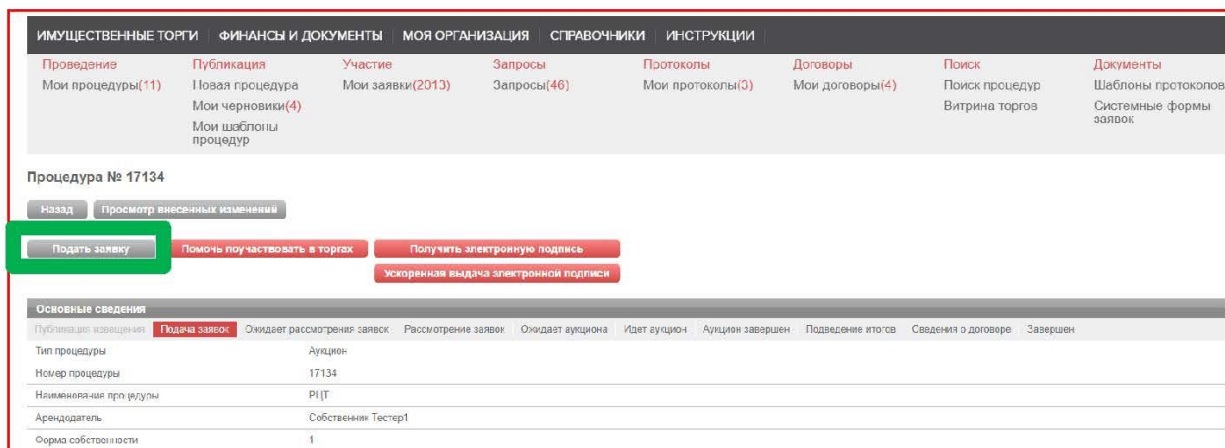 ИМУЩЕСТВЕННЫЕ ТОРГИ ФИНАНСЫ И ДОКУМЕНТЫ МОЯ ОРГАНИЗАЦИЯ СПРАВОЧНИКИ ИНСТРУКЦИИ
Проведение Публикация Участие Запросы Протоколы Договоры Поиск Документы
Мои процедуры(11) Новая процедура Мои заявки(2013) Запросы(46) Мои протоколы(3) Мои договоры(4) Поиск процедур Шаблоны протоколов
Мои черновики(4) Витрина торгов Системные формы
Мои шаблоны заявок
процедур
Процедура № 17134
Назад Просмотр внесенных изменений
Подать заявку Помочь поучаствовать в торгах Получить электронную подпись
Ускоренная выдача электронной подписи
Основные сведения
Публикация извещения Подача заявок Ожидает рассмотрения заявок Рассмотрение заявок Ожидает аукциона Идет аукцион Аукцион завершен Подведение итогов Сведения о договоре Завершен
Тип процедуры Аукцион
Номер процедуры 17134
Наименование процедуры РЦТ
Арендодатель Собственник Тестер1
Форма собственности 1